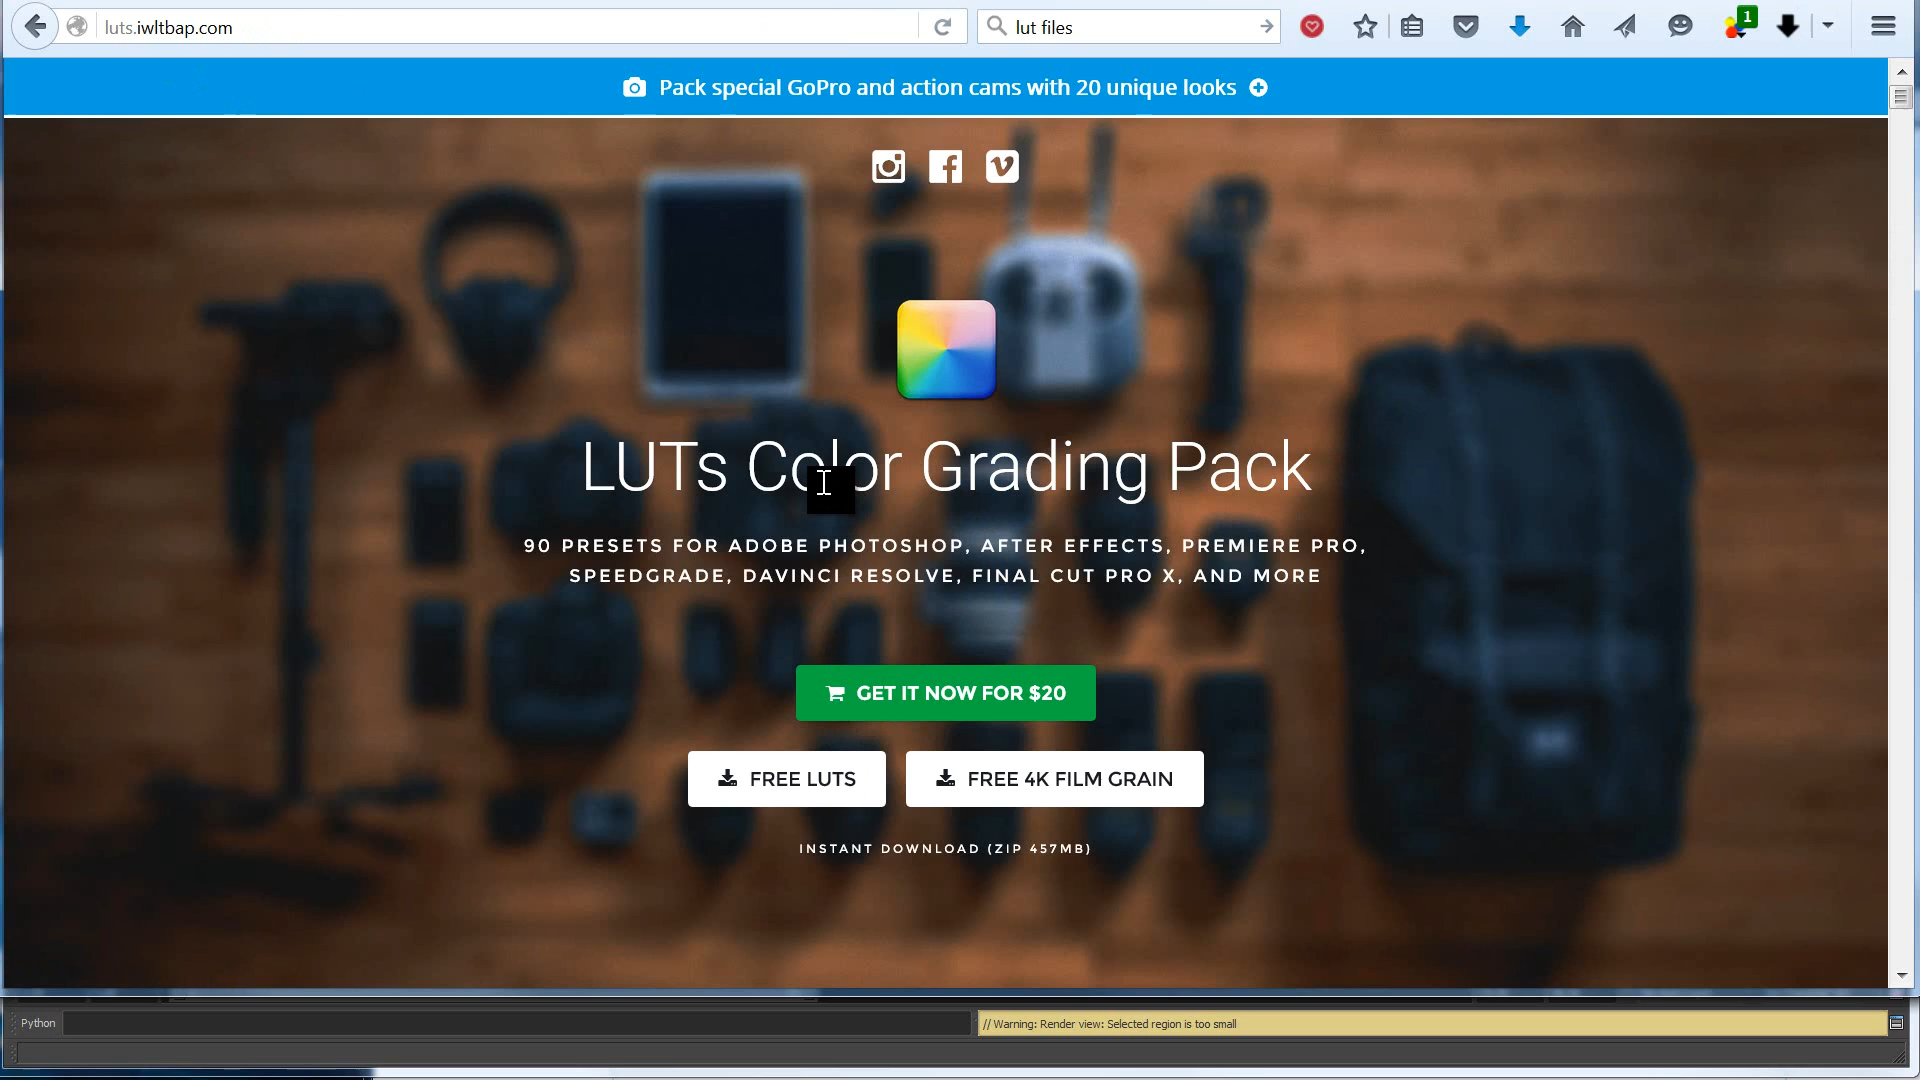 luts.iwltbap.com
lut files
1
Pack special GoPro and action cams with 20 unique looks
LUTs Color Grading Pack
90 PRESETS FOR ADOBE PHOTOSHOP, AFTER EFFECTS, PREMIERE PRO,
SPEEDGRADE, DAVINCI RESOLVE, FINAL CUT PRO X, AND MORE
GET IT NOW FOR $20
FREE LUTS
FREE 4K FILM GRAIN
INSTANT DOWNLOAD (ZIP 457MB)
Python
// Warning: Render view: Selected region is too small